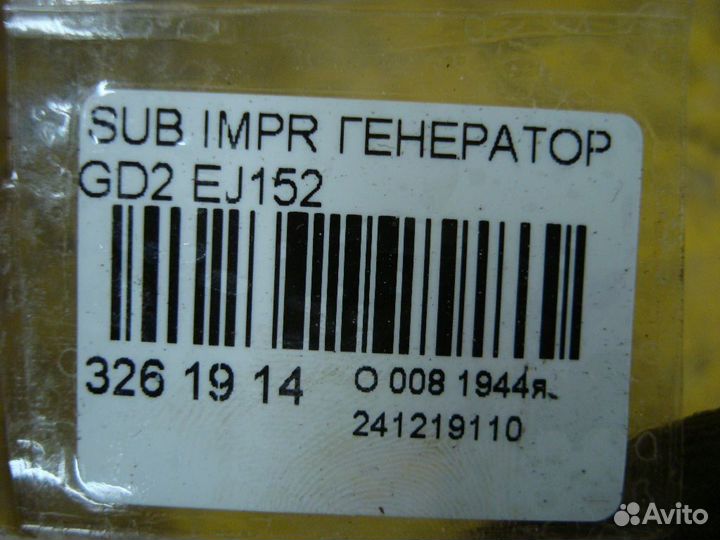 SUB IMPR ГЕНЕРАТОР
GD2 EJ152
326 19 14 О 008 1944я.
241219110
Avito